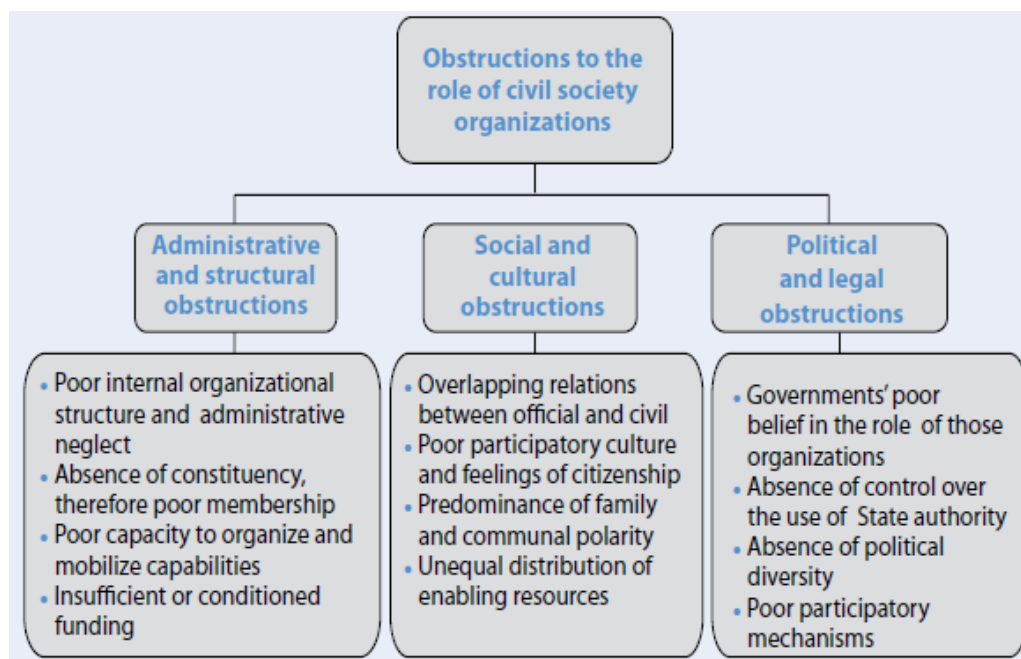 Obstructions to the
role of civil society
organizations
Administrative
and structural
obstructions
Social and
cultural
obstructions
Political
and legal
obstructions
• Poor internal organizational
structure and administrative
neglect
• Absence of constituency,
therefore poor membership
• Poor capacity to organize and
mobilize capabilities
• Insufficient or conditioned
funding
• Overlapping relations
between official and civil
• Poor participatory culture
and feelings of citizenship
• Predominance of family
and communal polarity
• Unequal distribution of
enabling resources
• Governments' poor
belief in the role of those
organizations
• Absence of control over
the use of State authority
• Absence of political
diversity
• Poor participatory
mechanisms